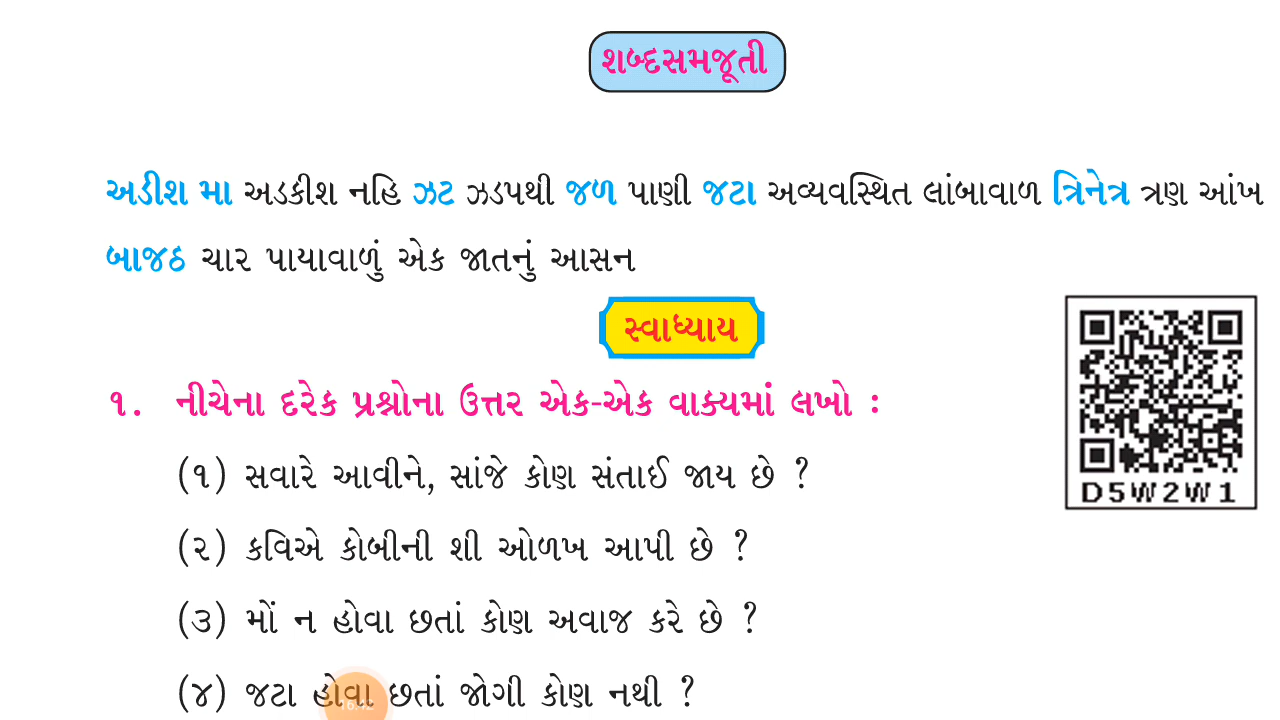 શબ્દસમજૂતી
અડીશ મા અડકીશ નહિ ઝટ ઝડપથી જળ પાણી જટા અવ્યવસ્થિત લાંબાવાળ ત્રિનેત્ર ત્રણ આંખ
બાજઠ ચાર પાયાવાળું એક જાતનું આસન
સ્વાધ્યાય
૧. નીચેના દરેક પ્રશ્નોના ઉત્તર એક-એક વાક્યમાં લખો :
(૧) સવારે આવીને, સાંજે કોણ સંતાઈ જાય છે ?
D5W2W1
(૨) કવિએ કોબીની શી ઓળખ આપી છે ?
(૩) મોં ન હોવા છતાં કોણ અવાજ કરે છે ?
(૪) જટા હોવા છતાં જોગી કોણ નથી ?
16:42